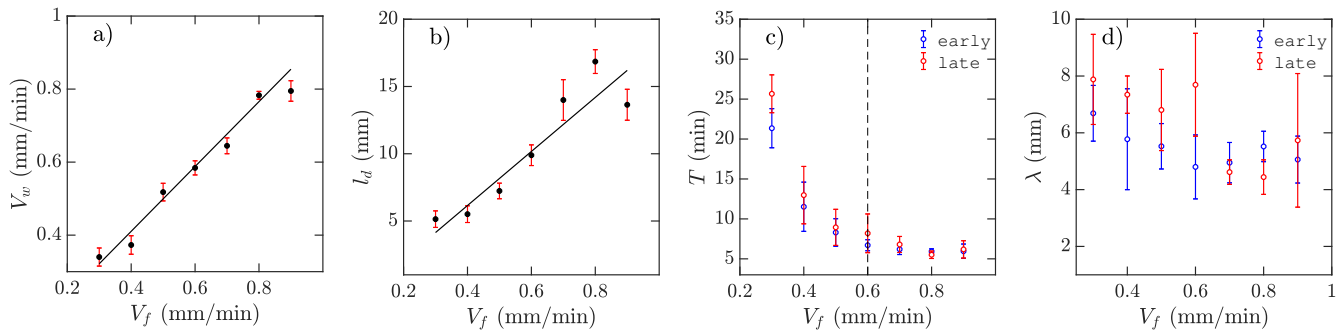 a)
1
0.8
0.6
0.4
V_w (mm/min)
0.2 0.4 0.6 0.8
V_f (mm/min)
b)
20
15
10
5
l_d (mm)
0.2 0.4 0.6 0.8
V_f (mm/min)
c)
early
late
35
30
25
20
15
10
5
T (min)
0.2 0.4 0.6 0.8
V_f (mm/min)
d)
early
late
10
8
6
4
2
λ (mm)
0.4 0.6 0.8 1
V_f (mm/min)